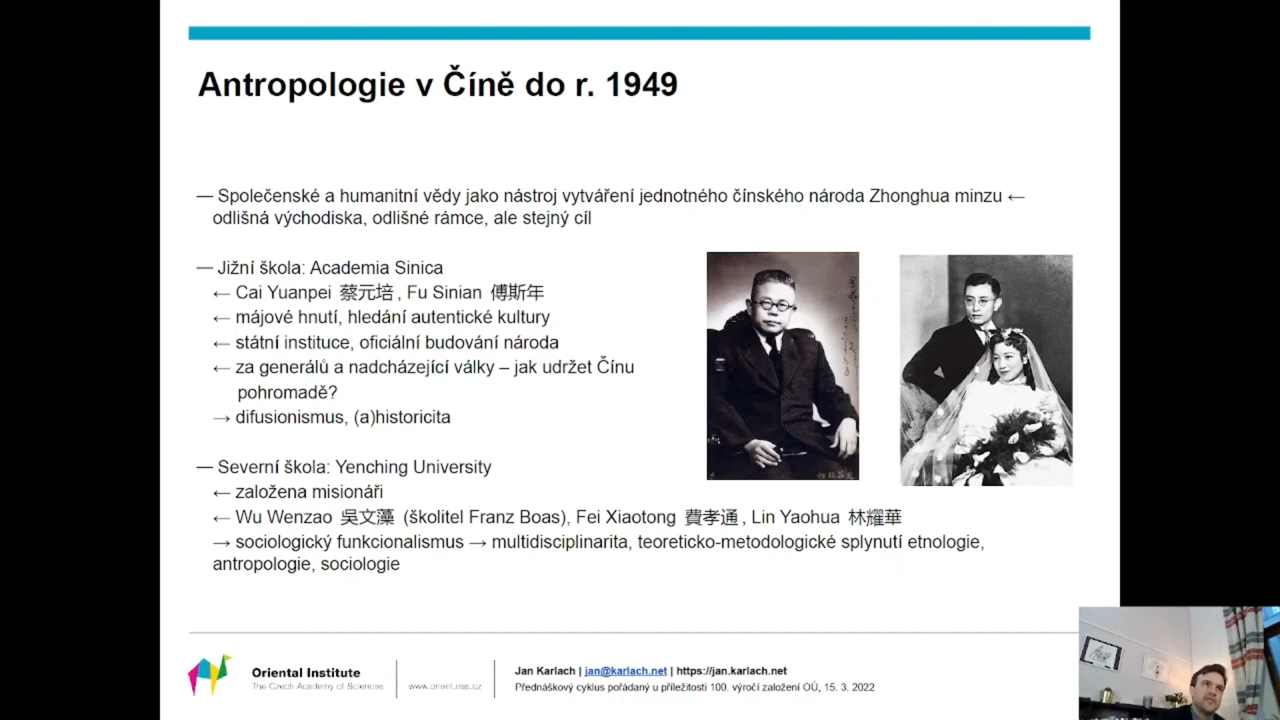 Antropologie v Číně do r. 1949
— Společenské a humanitní vědy jako nástroj vytváření jednotného čínského národa Zhonghua minzu ←
odlišná východiska, odlišné rámce, ale stejný cíl
— Jižní škola: Academia Sinica
← Cai Yuanpei 蔡元培, Fu Sinian 傅斯年
← májové hnutí, hledání autentické kultury
← státní instituce, oficiální budování národa
← za generálů a nadcházející války – jak udržet Čínu
pohromadě?
→ difusionismus, (a)historicita
— Severní škola: Yenching University
← založena misionáři
← Wu Wenzao 吳文藻 (školitel Franz Boas), Fei Xiaotong 費孝通, Lin Yaohua 林耀華
→ sociologický funkcionalismus → multidisciplinarita, teoreticko-metodologické splynutí etnologie,
antropologie, sociologie
Oriental Institute
The Czech Academy of Sciences
www.orient.cas.cz
Jan Karlach | jan@karlach.net | https://jan.karlach.net
Přednáškový cyklus pořádaný u příležitosti 100. výročí založení OÚ, 15. 3. 2022